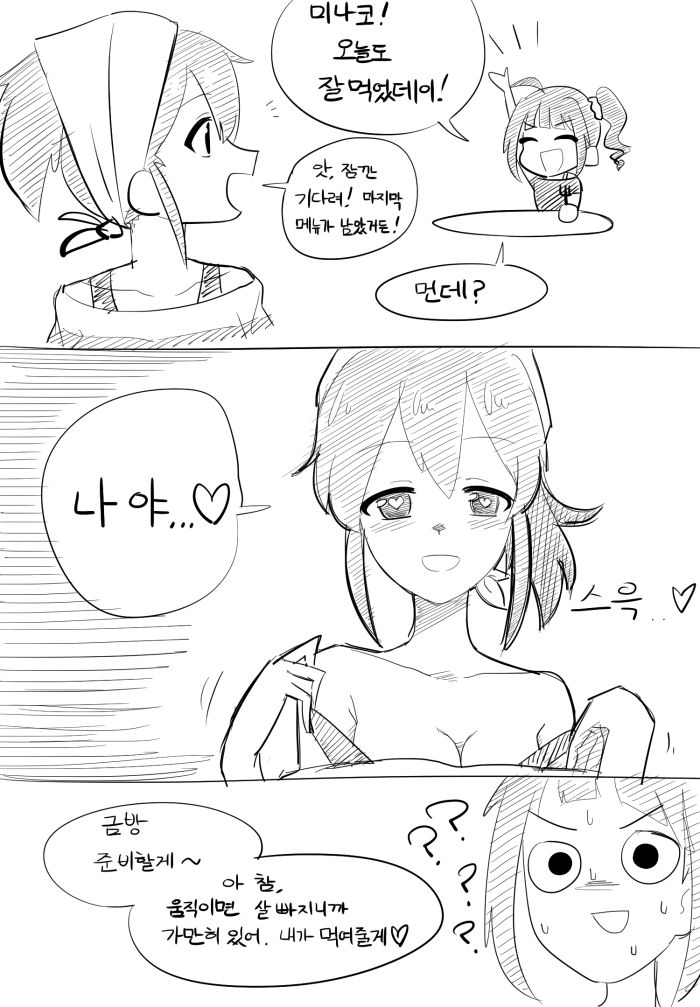 미나코!
오늘도
잘 먹었데이!
앗, 잠깐
기다려! 마지막
메뉴가 남았거든!
먼데?
나야...♡
스윽..♡
금방
준비할게~
아 참,
움직이면 살 빠지니까
가만히 있어. 내가 먹여줄게♡
?
?
?
?